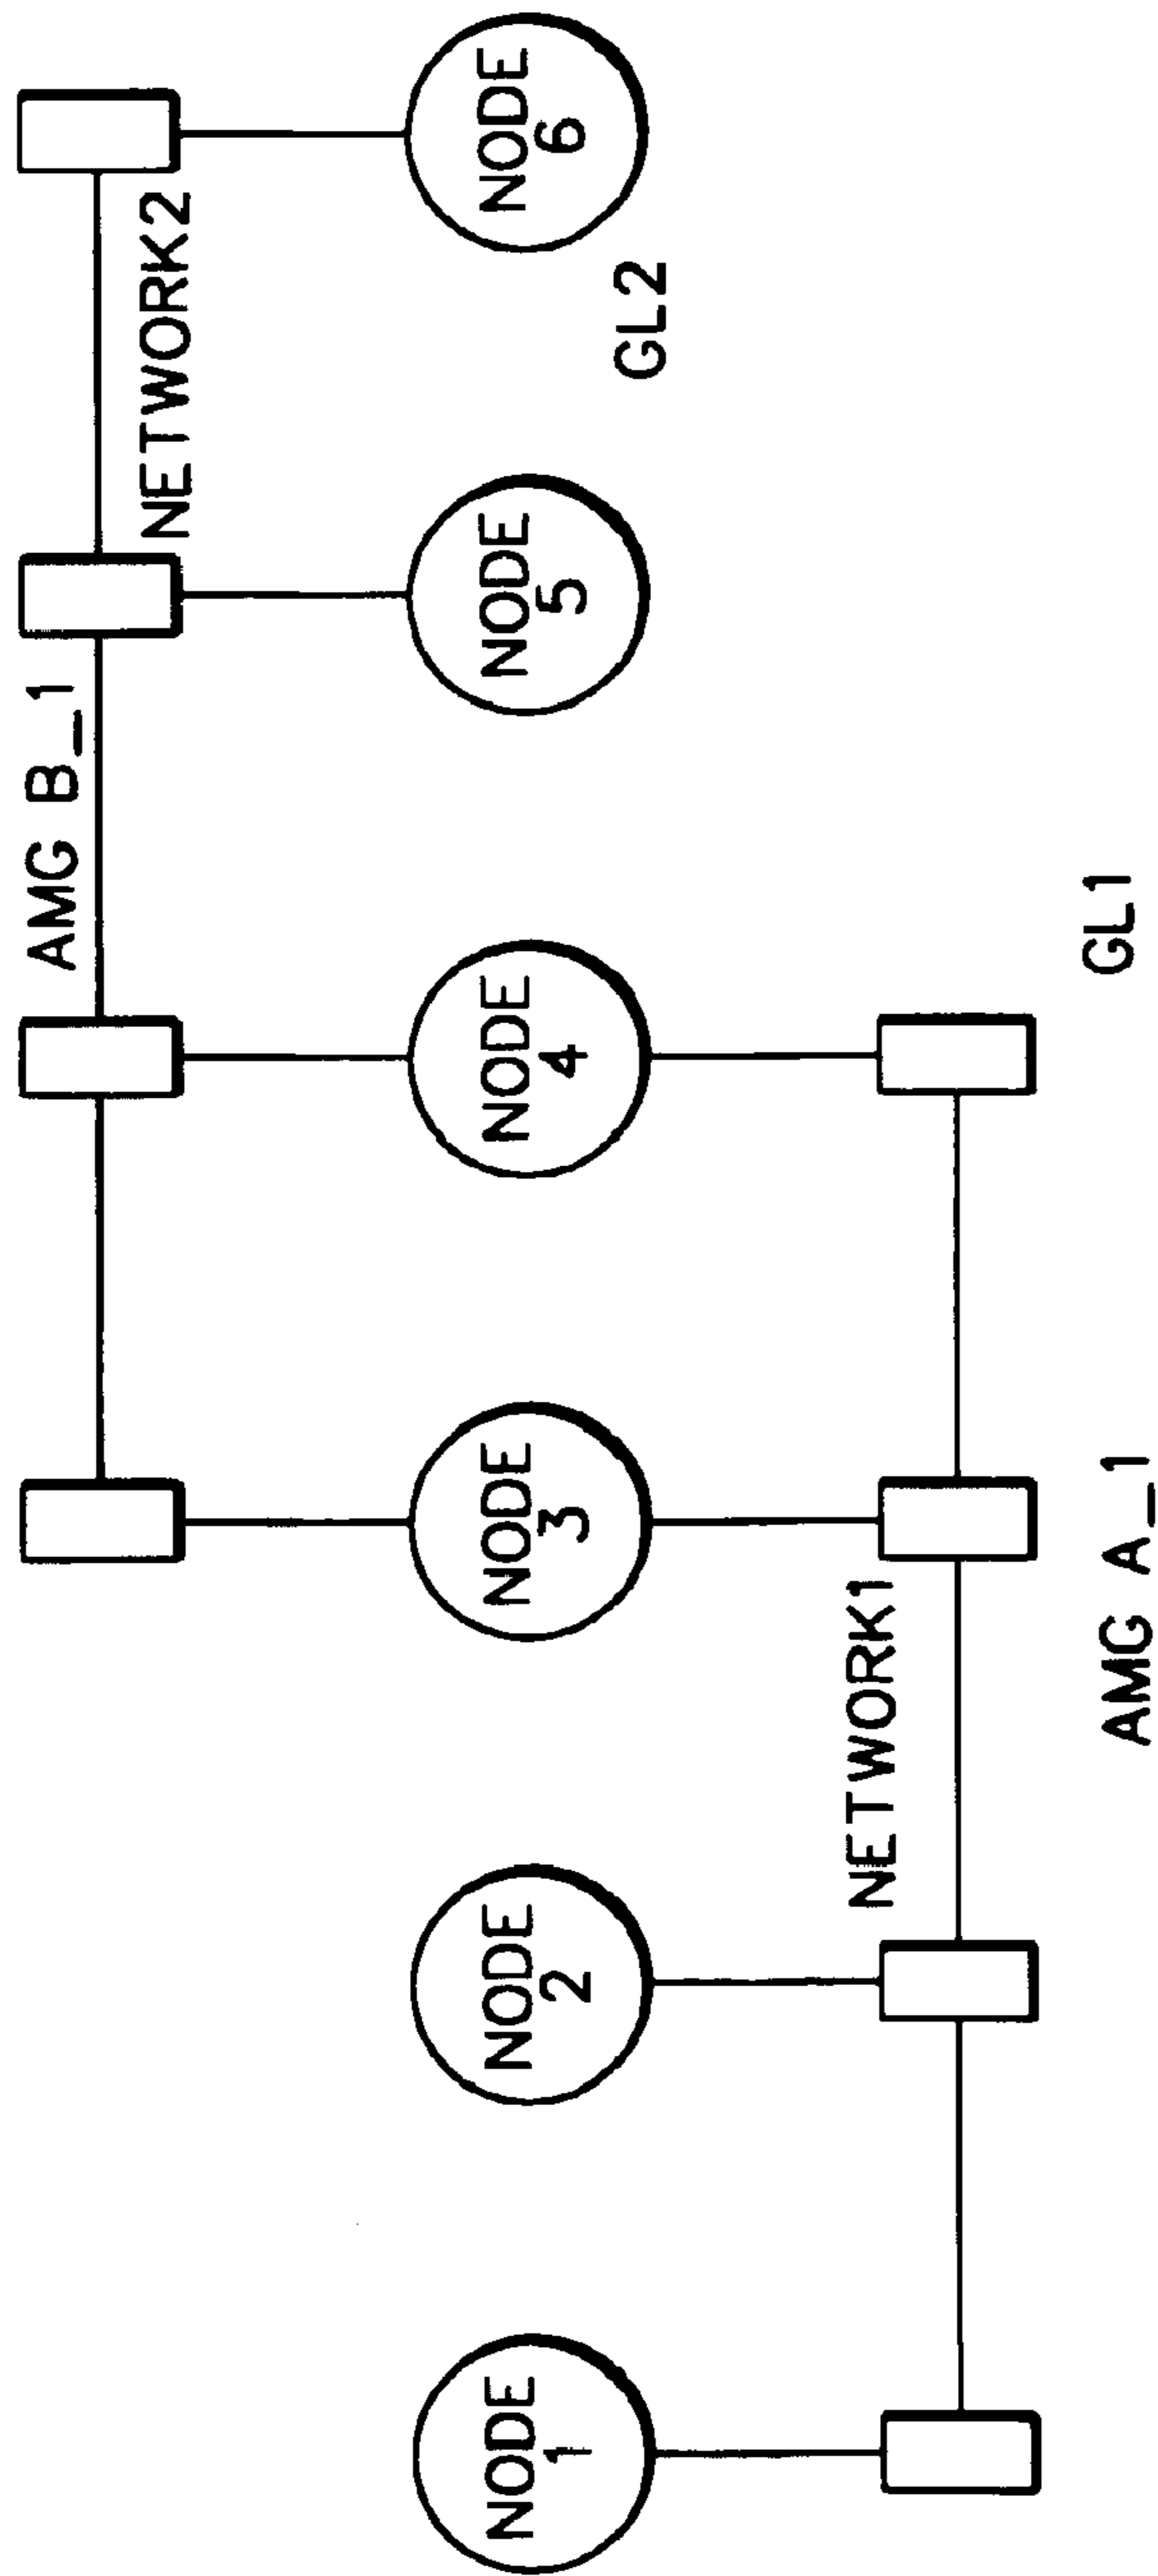 AMG B_1
NETWORK2
NODE
1
NODE
2
NODE
3
NODE
4
NODE
5
NODE
6
GL2
NETWORK1
GL1
AMG A_1